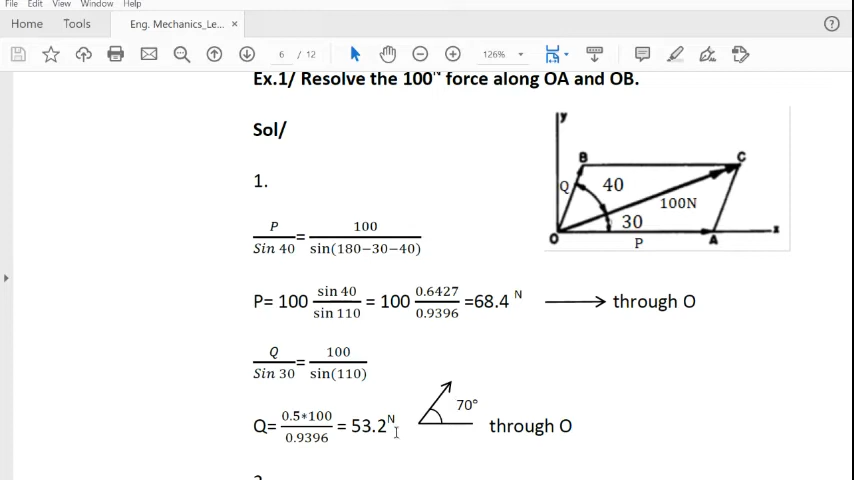 File Edit View Window Help
Home Tools Eng. Mechanics_Le... ×
6 / 12 126%
Ex.1/ Resolve the 100ᴺ force along OA and OB.
Sol/
1.
P/Sin 40 = 100/sin(180−30−40)
P= 100 sin 40/sin 110 = 100 0.6427/0.9396 =68.4 ᴺ → through O
Q/Sin 30 = 100/sin(110)
Q= 0.5*100/0.9396 = 53.2ᴺ 70° through O
y
B C
Q 40
100N
30
O P A x